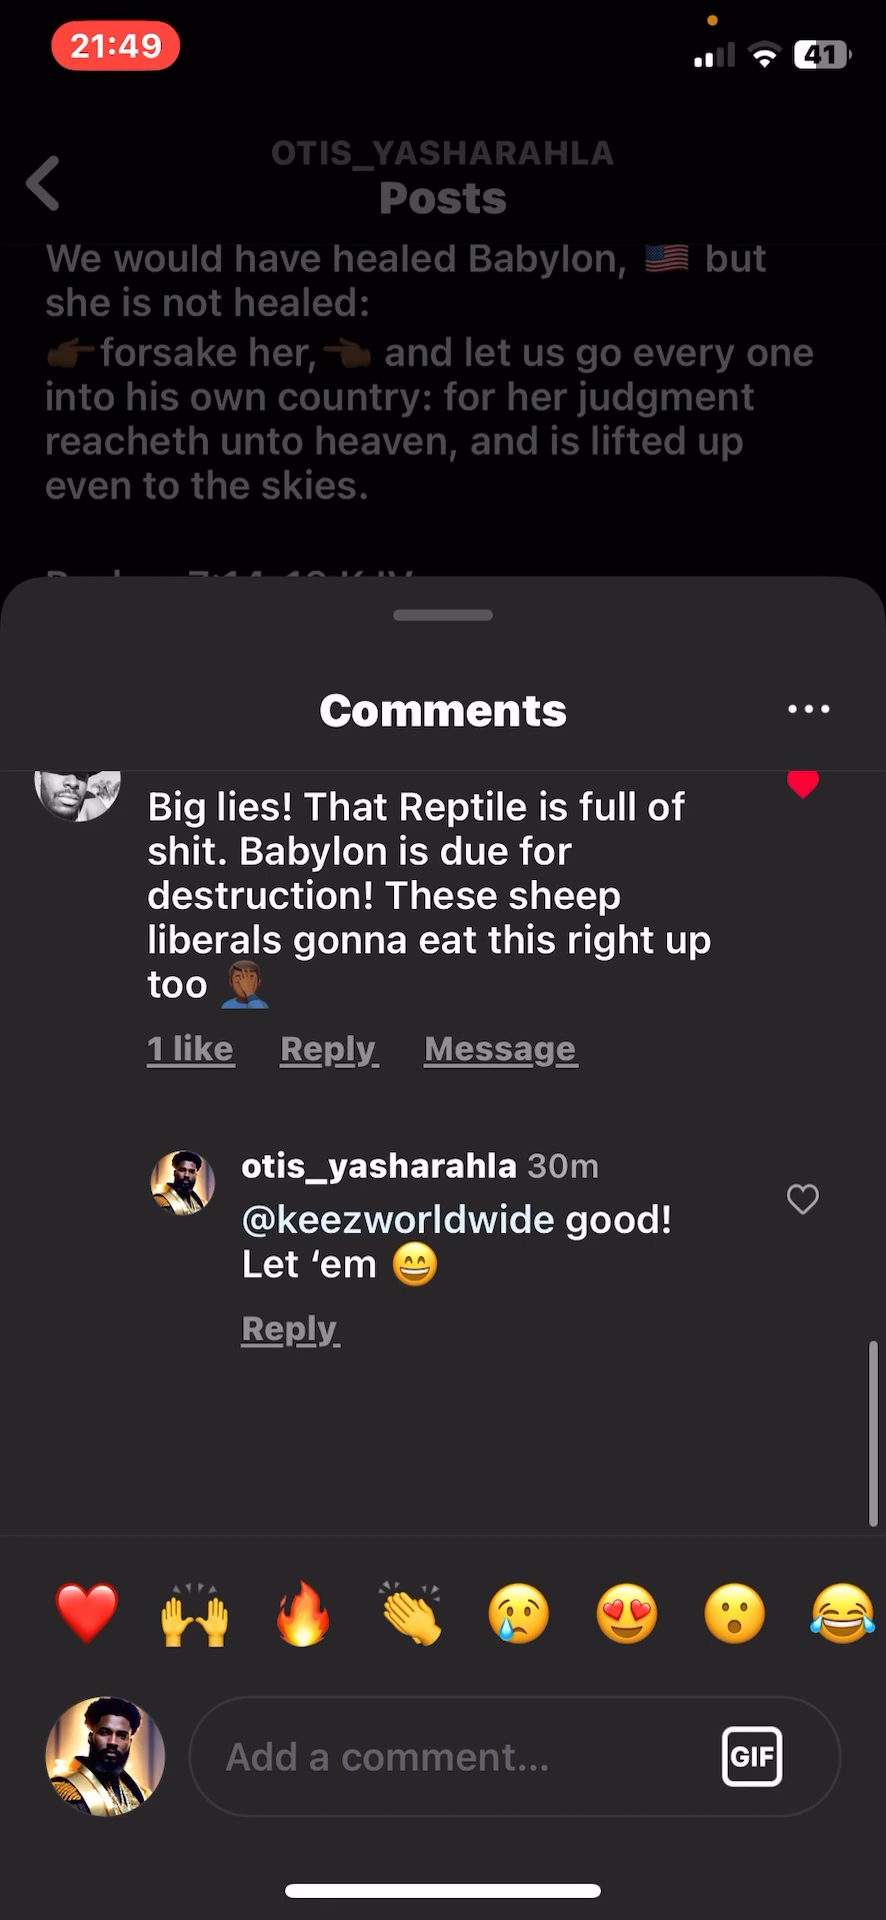 21:49
41
OTIS_YASHARAHLA
Posts
We would have healed Babylon, 🇺🇸 but
she is not healed:
👉🏿forsake her,👈🏿 and let us go every one
into his own country: for her judgment
reacheth unto heaven, and is lifted up
even to the skies.
Comments
Big lies! That Reptile is full of
shit. Babylon is due for
destruction! These sheep
liberals gonna eat this right up
too 🤦🏾‍♂️
1 like Reply Message
otis_yasharahla 30m
@keezworldwide good!
Let ‘em 😄
Reply
❤️ 🙌 🔥 👏 😢 😍 😮 😂
Add a comment... GIF